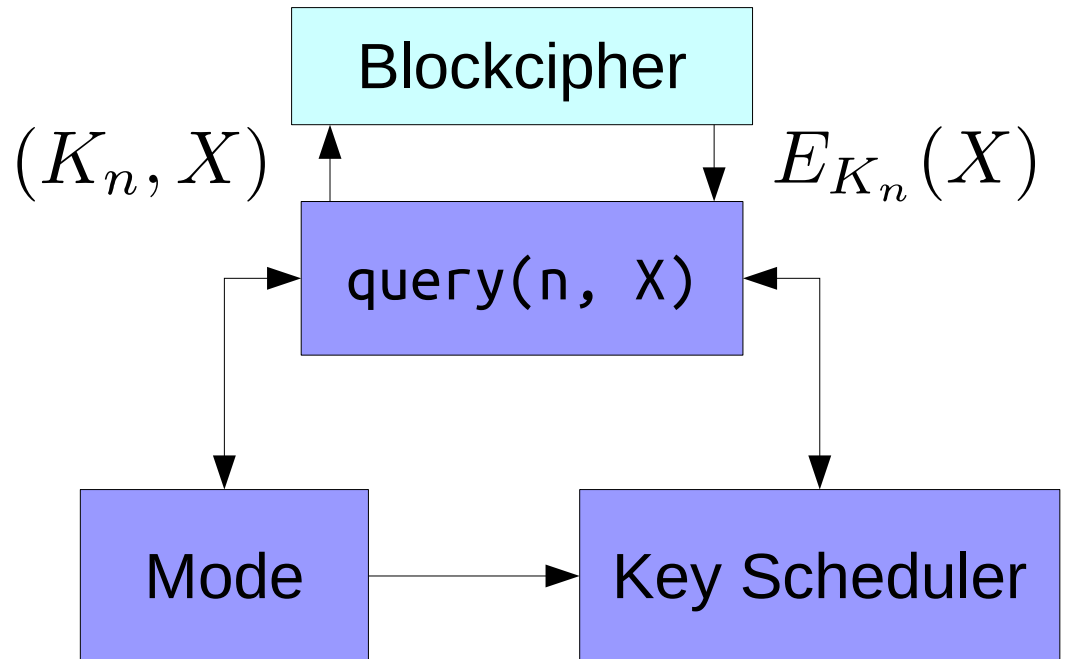 Blockcipher
(K_n, X)
E_{K_n}(X)
query(n, X)
Mode
Key Scheduler